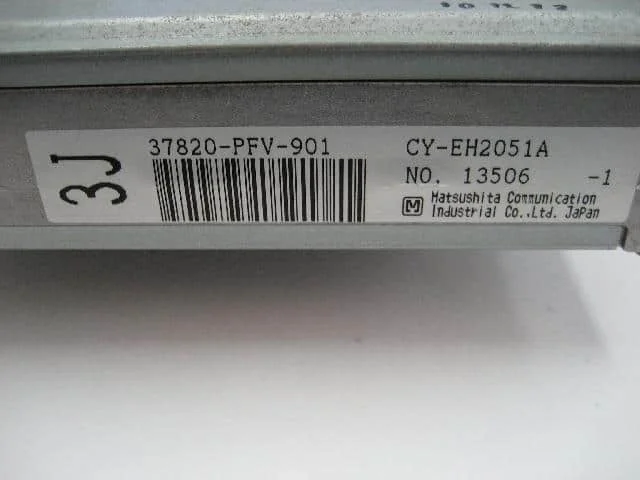 3J
37820-PFV-901
CY-EH2051A
NO. 13506 -1
M Matsushita Communication
Industrial Co.,Ltd. JaPan